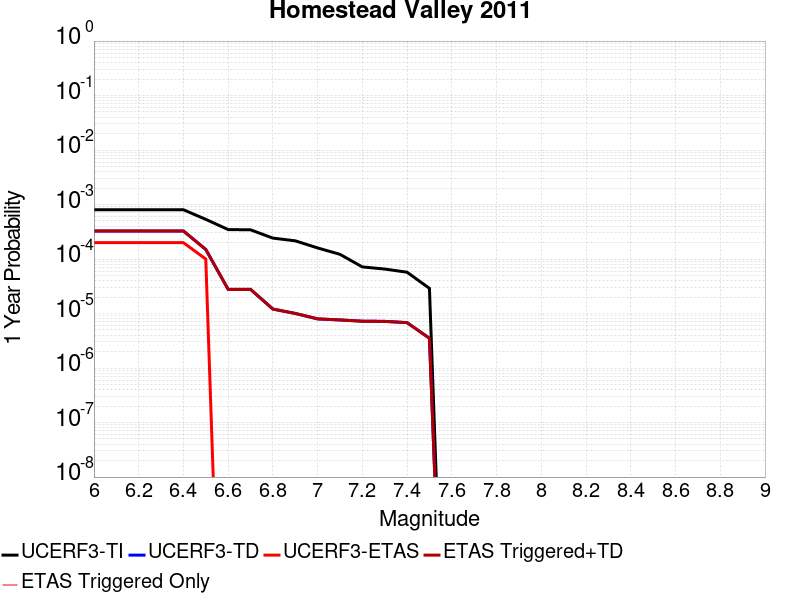 Homestead Valley 2011
10^0
10^-1
10^-2
10^-3
10^-4
10^-5
10^-6
10^-7
10^-8
1 Year Probability
6 6.2 6.4 6.6 6.8 7 7.2 7.4 7.6 7.8 8 8.2 8.4 8.6 8.8 9
Magnitude
UCERF3-TI UCERF3-TD UCERF3-ETAS ETAS Triggered+TD
ETAS Triggered Only